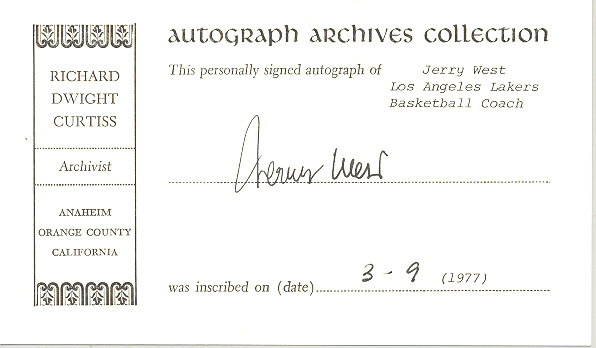 AUTOGRAPH ARCHIVES COLLECTION
RICHARD
DWIGHT
CURTISS
Archivist
ANAHEIM
ORANGE COUNTY
CALIFORNIA
This personally signed autograph of Jerry West
Los Angeles Lakers
Basketball Coach
Jerry West
was inscribed on (date) 3 - 9 (1977)